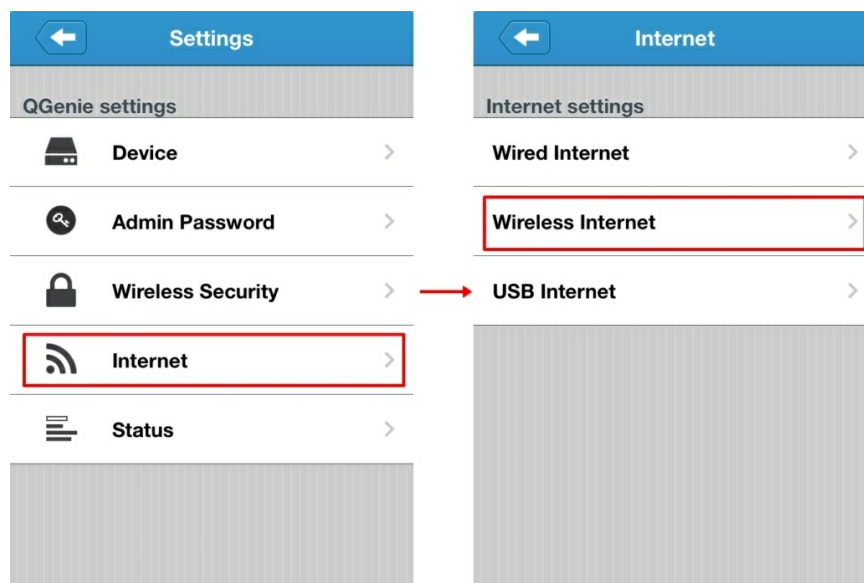 Settings
QGenie settings
Device
Admin Password
Wireless Security
Internet
Status
Internet
Internet settings
Wired Internet
Wireless Internet
USB Internet